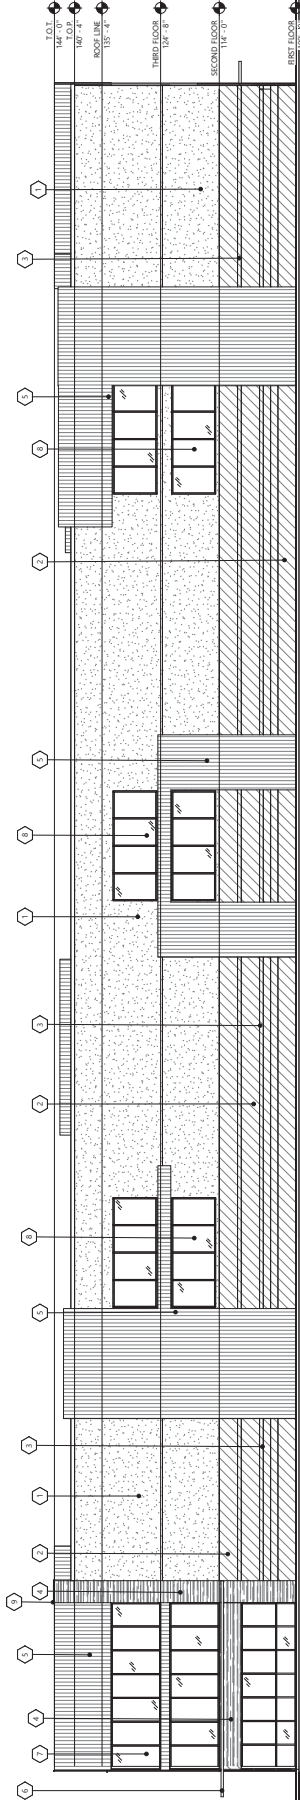 T.O.T.
144' - 0"
T.O.P.
140' - 4"
ROOF LINE
135' - 4"
THIRD FLOOR
124' - 8"
SECOND FLOOR
114' - 0"
FIRST FLOOR
1
3
5
8
2
5
8
1
3
2
8
5
3
1
2
4
9
5
4
7
6